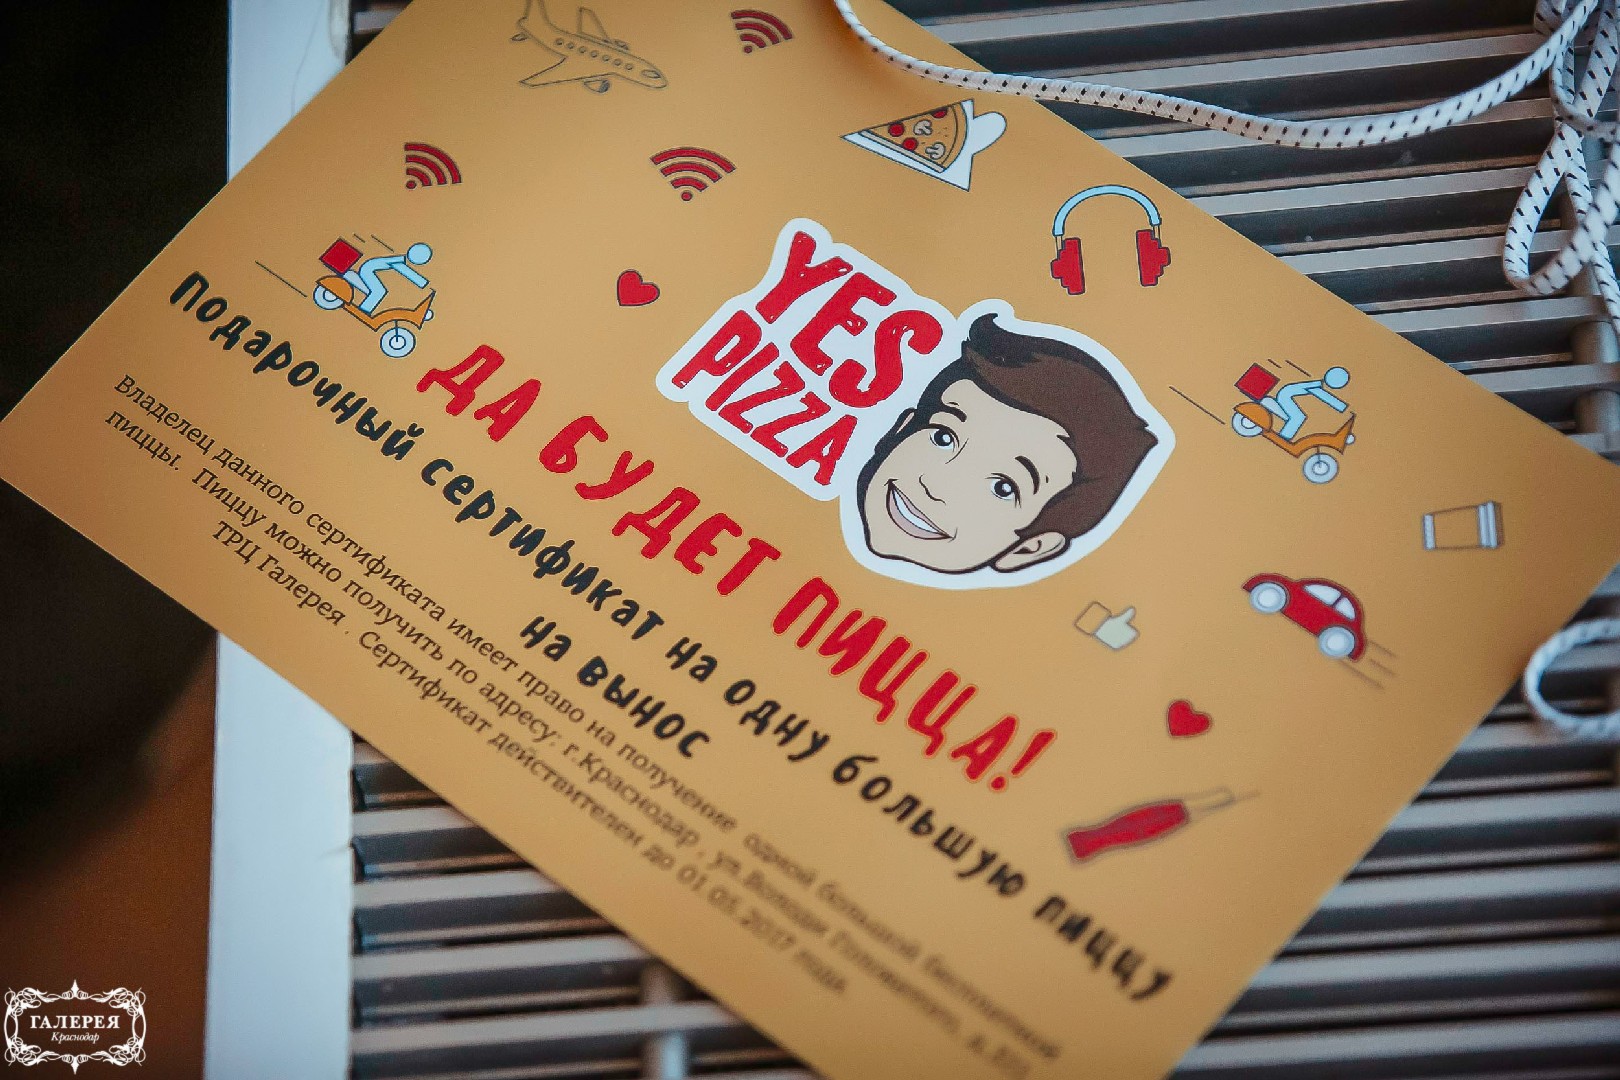 YES
PIZZA
ДА БУДЕТ ПИЦЦА!
подарочный сертификат на одну большую пиццу
на вынос
Владелец данного сертификата имеет право на получение одной большой бесплатной
пиццы. Пиццу можно получить по адресу: г.Краснодар , ул.Володи Головатого, д.
ТРЦ Галерея . Сертификат действителен до 01.05.2017 года
ГАЛЕРЕЯ
Краснодар